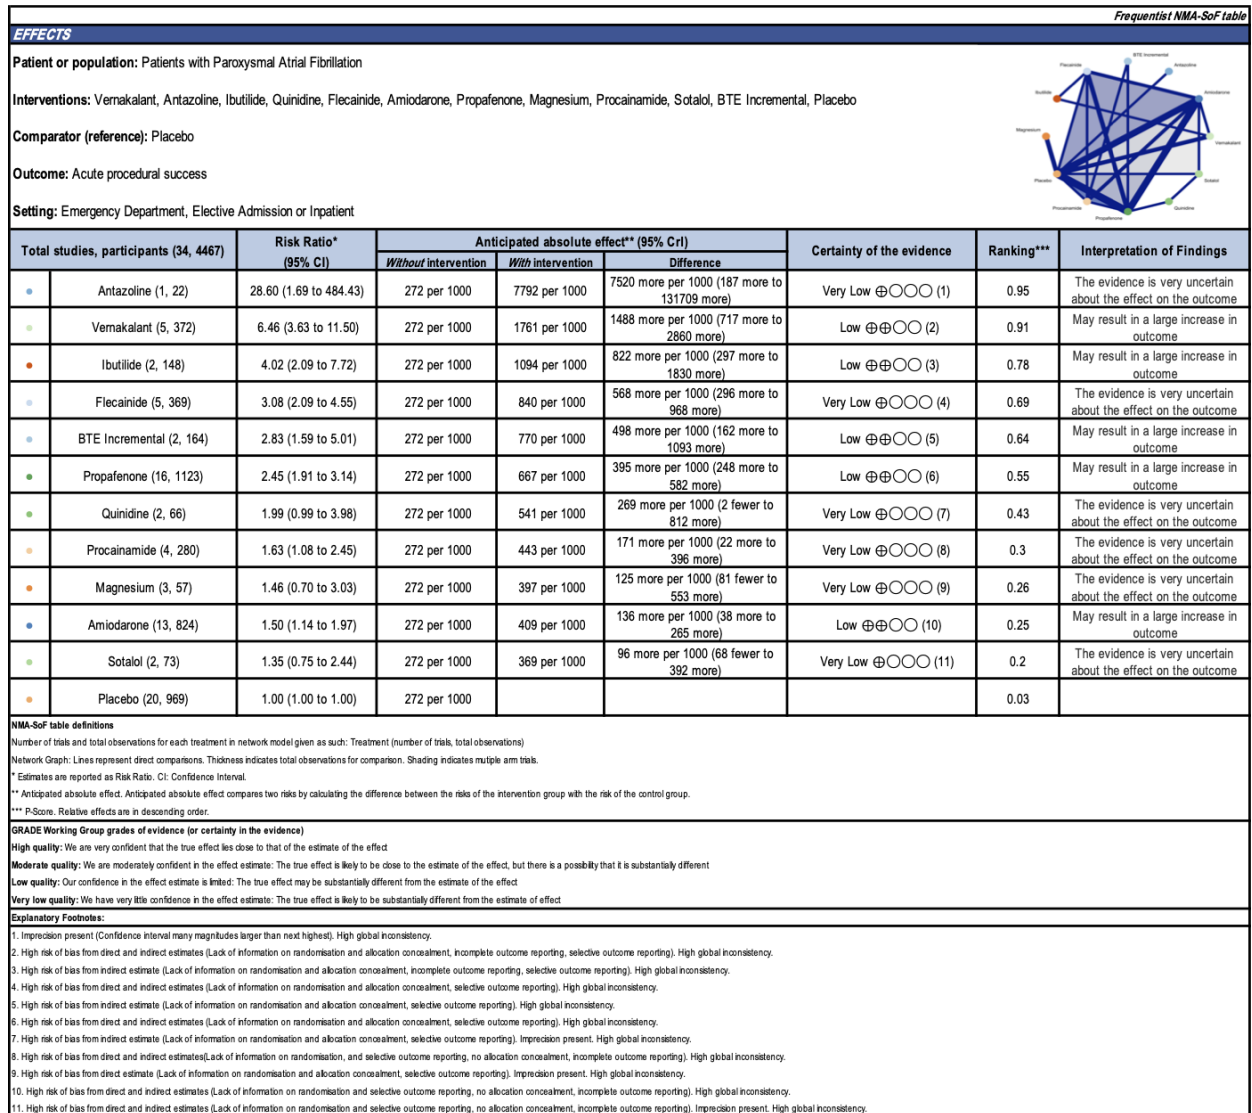 Frequentist NMA-SoF table
EFFECTS
Patient or population: Patients with Paroxysmal Atrial Fibrillation
Interventions: Vernakalant, Antazoline, Ibutilide, Quinidine, Flecainide, Amiodarone, Propafenone, Magnesium, Procainamide, Sotalol, BTE Incremental, Placebo
Comparator (reference): Placebo
Outcome: Acute procedural success
Setting: Emergency Department, Elective Admission or Inpatient
BTE Incremental
Flecainide
Antazoline
Ibutilide
Amiodarone
Magnesium
Vernakalant
Placebo
Sotalol
Procainamide
Quinidine
Propafenone
Total studies, participants (34, 4467)
Risk Ratio*
(95% CI)
Anticipated absolute effect** (95% CrI)
Without intervention
With intervention
Difference
Certainty of the evidence
Ranking***
Interpretation of Findings
Antazoline (1, 22)
28.60 (1.69 to 484.43)
272 per 1000
7792 per 1000
7520 more per 1000 (187 more to
131709 more)
Very Low ⊕◯◯◯ (1)
0.95
The evidence is very uncertain
about the effect on the outcome
Vernakalant (5, 372)
6.46 (3.63 to 11.50)
272 per 1000
1761 per 1000
1488 more per 1000 (717 more to
2860 more)
Low ⊕⊕◯◯ (2)
0.91
May result in a large increase in
outcome
Ibutilide (2, 148)
4.02 (2.09 to 7.72)
272 per 1000
1094 per 1000
822 more per 1000 (297 more to
1830 more)
Low ⊕⊕◯◯ (3)
0.78
May result in a large increase in
outcome
Flecainide (5, 369)
3.08 (2.09 to 4.55)
272 per 1000
840 per 1000
568 more per 1000 (296 more to
968 more)
Very Low ⊕◯◯◯ (4)
0.69
The evidence is very uncertain
about the effect on the outcome
BTE Incremental (2, 164)
2.83 (1.59 to 5.01)
272 per 1000
770 per 1000
498 more per 1000 (162 more to
1093 more)
Low ⊕⊕◯◯ (5)
0.64
May result in a large increase in
outcome
Propafenone (16, 1123)
2.45 (1.91 to 3.14)
272 per 1000
667 per 1000
395 more per 1000 (248 more to
582 more)
Low ⊕⊕◯◯ (6)
0.55
May result in a large increase in
outcome
Quinidine (2, 66)
1.99 (0.99 to 3.98)
272 per 1000
541 per 1000
269 more per 1000 (2 fewer to
812 more)
Very Low ⊕◯◯◯ (7)
0.43
The evidence is very uncertain
about the effect on the outcome
Procainamide (4, 280)
1.63 (1.08 to 2.45)
272 per 1000
443 per 1000
171 more per 1000 (22 more to
396 more)
Very Low ⊕◯◯◯ (8)
0.3
The evidence is very uncertain
about the effect on the outcome
Magnesium (3, 57)
1.46 (0.70 to 3.03)
272 per 1000
397 per 1000
125 more per 1000 (81 fewer to
553 more)
Very Low ⊕◯◯◯ (9)
0.26
The evidence is very uncertain
about the effect on the outcome
Amiodarone (13, 824)
1.50 (1.14 to 1.97)
272 per 1000
409 per 1000
136 more per 1000 (38 more to
265 more)
Low ⊕⊕◯◯ (10)
0.25
May result in a large increase in
outcome
Sotalol (2, 73)
1.35 (0.75 to 2.44)
272 per 1000
369 per 1000
96 more per 1000 (68 fewer to
392 more)
Very Low ⊕◯◯◯ (11)
0.2
The evidence is very uncertain
about the effect on the outcome
Placebo (20, 969)
1.00 (1.00 to 1.00)
272 per 1000
0.03
NMA-SoF table definitions
Number of trials and total observations for each treatment in network model given as such: Treatment (number of trials, total observations)
Network Graph: Lines represent direct comparisons. Thickness indicates total observations for comparison. Shading indicates mutiple arm trials.
* Estimates are reported as Risk Ratio. CI: Confidence Interval.
** Anticipated absolute effect. Anticipated absolute effect compares two risks by calculating the difference between the risks of the intervention group with the risk of the control group.
*** P-Score. Relative effects are in descending order.
GRADE Working Group grades of evidence (or certainty in the evidence)
High quality: We are very confident that the true effect lies close to that of the estimate of the effect
Moderate quality: We are moderately confident in the effect estimate: The true effect is likely to be close to the estimate of the effect, but there is a possibility that it is substantially different
Low quality: Our confidence in the effect estimate is limited: The true effect may be substantially different from the estimate of the effect
Very low quality: We have very little confidence in the effect estimate: The true effect is likely to be substantially different from the estimate of effect
Explanatory Footnotes:
1. Imprecision present (Confidence interval many magnitudes larger than next highest). High global inconsistency.
2. High risk of bias from direct and indirect estimates (Lack of information on randomisation and allocation concealment, incomplete outcome reporting, selective outcome reporting). High global inconsistency.
3. High risk of bias from indirect estimate (Lack of information on randomisation and allocation concealment, incomplete outcome reporting, selective outcome reporting). High global inconsistency.
4. High risk of bias from direct and indirect estimates (Lack of information on randomisation and allocation concealment, selective outcome reporting). High global inconsistency.
5. High risk of bias from indirect estimate (Lack of information on randomisation and allocation concealment, selective outcome reporting). High global inconsistency.
6. High risk of bias from direct and indirect estimates (Lack of information on randomisation and allocation concealment, selective outcome reporting). High global inconsistency.
7. High risk of bias from indirect estimate (Lack of information on randomisation and allocation concealment, selective outcome reporting). Imprecision present. High global inconsistency.
8. High risk of bias from direct and indirect estimates(Lack of information on randomisation, and selective outcome reporting, no allocation concealment, incomplete outcome reporting). High global inconsistency.
9. High risk of bias from direct estimate (Lack of information on randomisation and allocation concealment, selective outcome reporting). Imprecision present. High global inconsistency.
10. High risk of bias from direct and indirect estimates (Lack of information on randomisation and selective outcome reporting, no allocation concealment, incomplete outcome reporting). High global inconsistency.
11. High risk of bias from direct and indirect estimates (Lack of information on randomisation and selective outcome reporting, no allocation concealment, incomplete outcome reporting). Imprecision present. High global inconsistency.